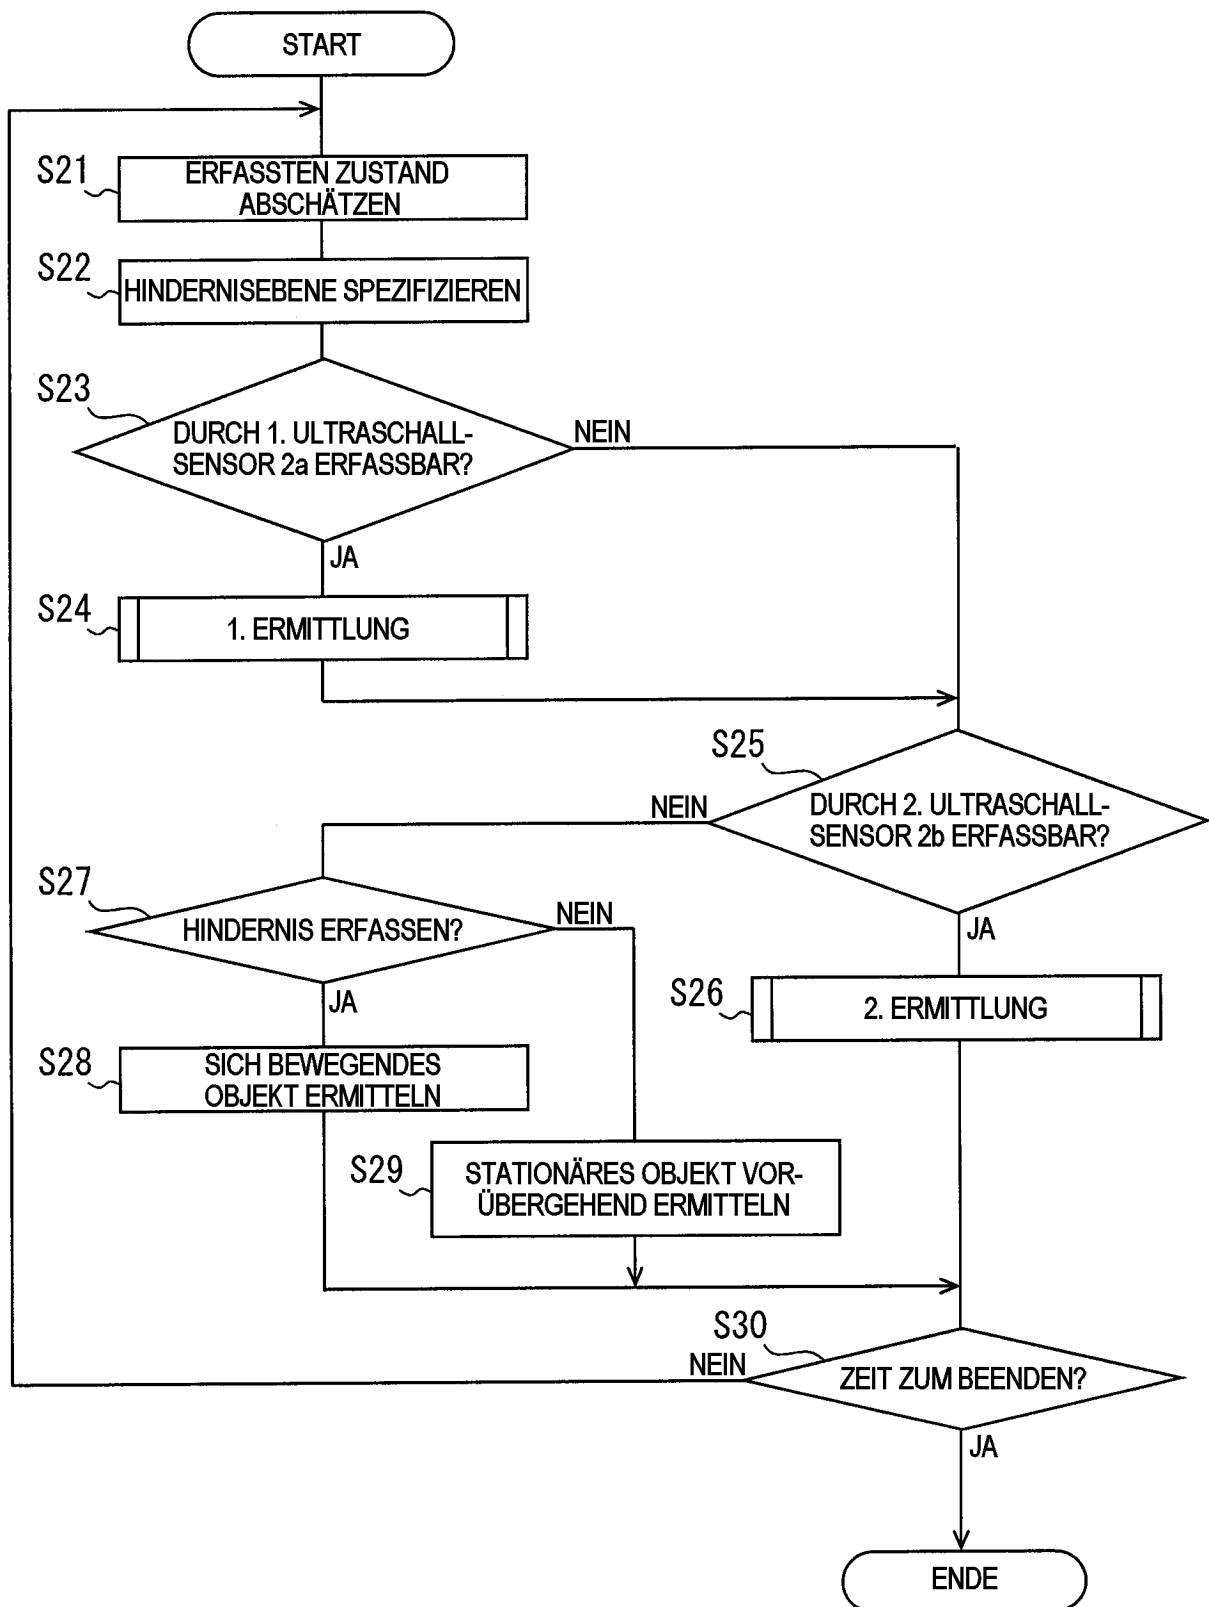 START
S21
ERFASSTEN ZUSTAND
ABSCHÄTZEN
S22
HINDERNISEBENE SPEZIFIZIEREN
S23
DURCH 1. ULTRASCHALL-
SENSOR 2a ERFASSBAR?
NEIN
JA
S24
1. ERMITTLUNG
S25
DURCH 2. ULTRASCHALL-
SENSOR 2b ERFASSBAR?
NEIN
JA
S26
2. ERMITTLUNG
S27
HINDERNIS ERFASSEN?
NEIN
JA
S28
SICH BEWEGENDES
OBJEKT ERMITTELN
S29
STATIONÄRES OBJEKT VOR-
ÜBERGEHEND ERMITTELN
S30
ZEIT ZUM BEENDEN?
NEIN
JA
ENDE